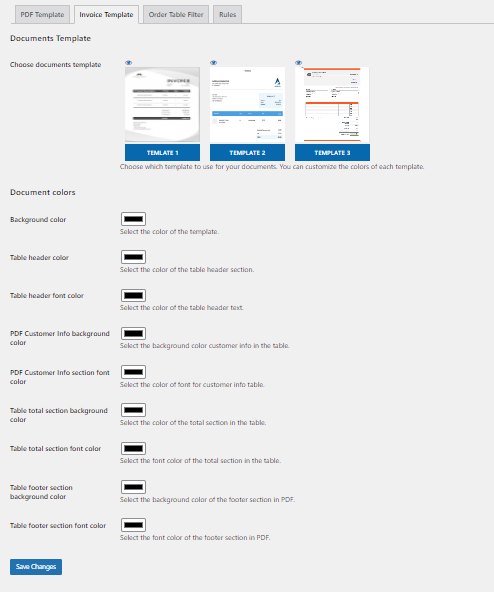 PDF Template
Invoice Template
Order Table Filter
Rules
Documents Template
Choose documents template
INVOICE
TEMLATE 1
TEMPLATE 2
TEMPLATE 3
Choose which template to use for your documents. You can customize the colors of each template.
Document colors
Background color
Select the color of the template.
Table header color
Select the color of the table header section.
Table header font color
Select the color of the table header text.
PDF Customer Info background
color
Select the background color customer info in the table.
PDF Customer Info section font
color
Select the color of font for customer info table.
Table total section background
color
Select the color of the total section in the table.
Table total section font color
Select the font color of the total section in the table.
Table footer section
background color
Select the background color of the footer section in PDF.
Table footer section font color
Select the font color of the footer section in PDF.
Save Changes